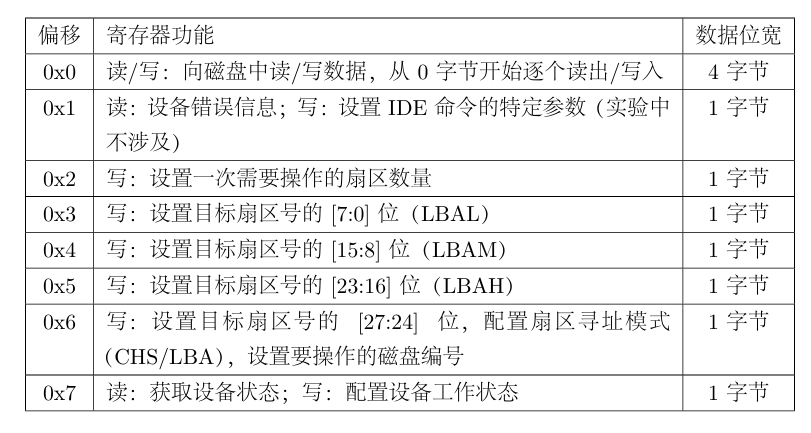 偏移 寄存器功能 数据位宽
0x0 读/写：向磁盘中读/写数据，从 0 字节开始逐个读出/写入 4 字节
0x1 读：设备错误信息；写：设置 IDE 命令的特定参数（实验中 1 字节
不涉及）
0x2 写：设置一次需要操作的扇区数量 1 字节
0x3 写：设置目标扇区号的 [7:0] 位（LBAL） 1 字节
0x4 写：设置目标扇区号的 [15:8] 位（LBAM） 1 字节
0x5 写：设置目标扇区号的 [23:16] 位（LBAH） 1 字节
0x6 写：设置目标扇区号的 [27:24] 位，配置扇区寻址模式 1 字节
（CHS/LBA），设置要操作的磁盘编号
0x7 读：获取设备状态；写：配置设备工作状态 1 字节